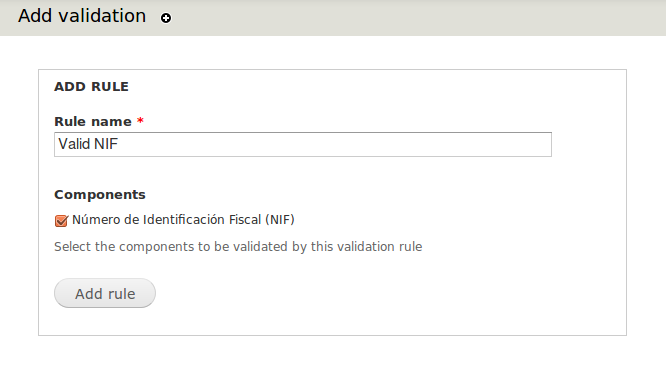 Add validation
ADD RULE
Rule name *
Valid NIF
Components
Número de Identificación Fiscal (NIF)
Select the components to be validated by this validation rule
Add rule